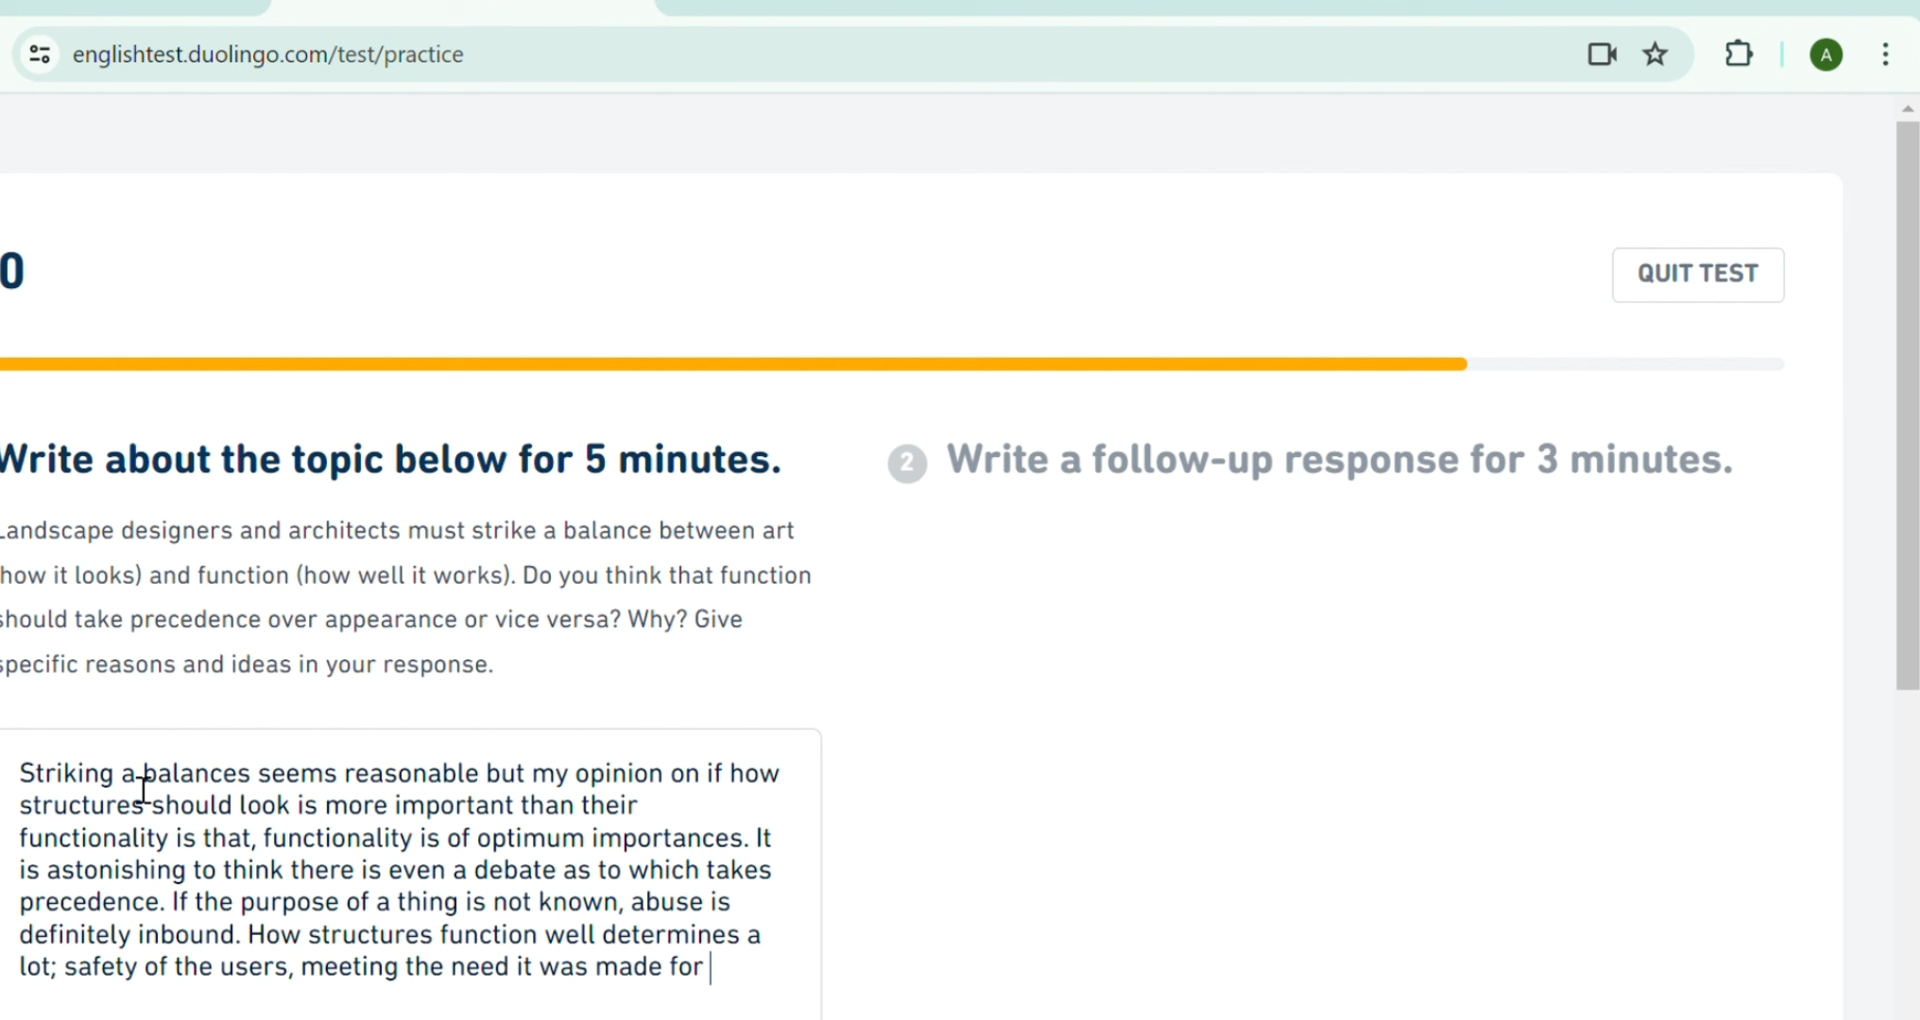 englishtest.duolingo.com/test/practice
A
0
QUIT TEST
Write about the topic below for 5 minutes.
2 Write a follow-up response for 3 minutes.
Landscape designers and architects must strike a balance between art
how it looks) and function (how well it works). Do you think that function
should take precedence over appearance or vice versa? Why? Give
specific reasons and ideas in your response.
Striking a balances seems reasonable but my opinion on if how
structures should look is more important than their
functionality is that, functionality is of optimum importances. It
is astonishing to think there is even a debate as to which takes
precedence. If the purpose of a thing is not known, abuse is
definitely inbound. How structures function well determines a
lot; safety of the users, meeting the need it was made for